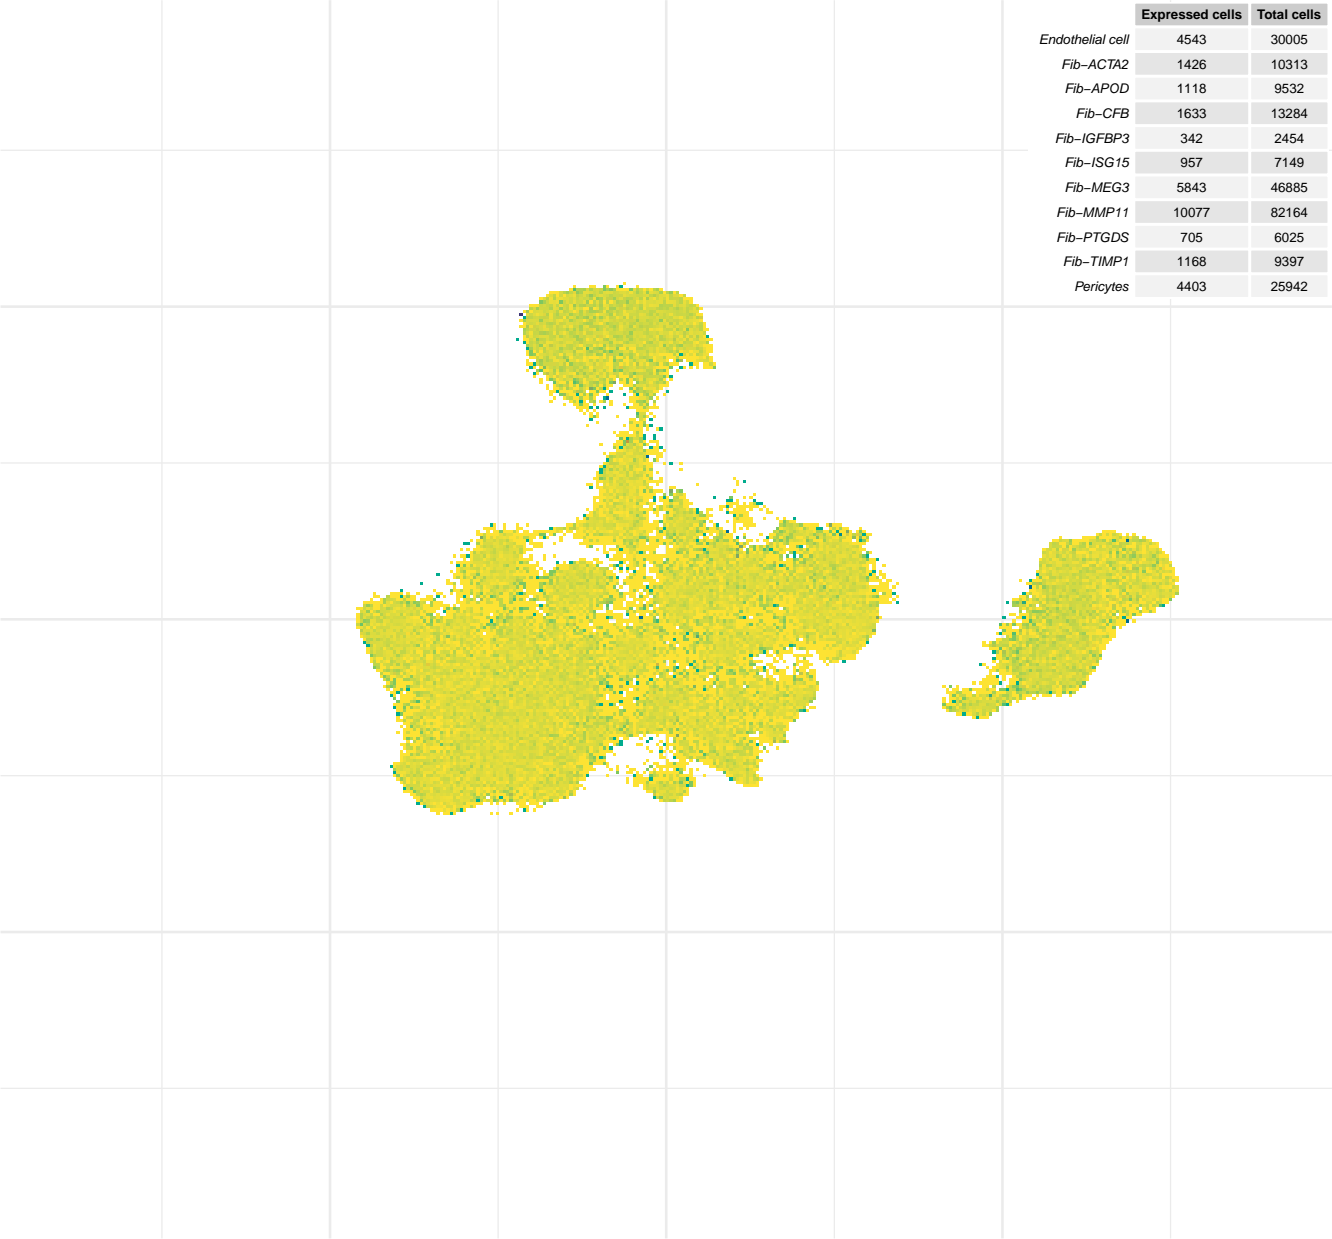 Expressed cells Total cells
Endothelial cell 4543 30005
Fib−ACTA2 1426 10313
Fib−APOD 1118 9532
Fib−CFB 1633 13284
Fib−IGFBP3 342 2454
Fib−ISG15 957 7149
Fib−MEG3 5843 46885
Fib−MMP11 10077 82164
Fib−PTGDS 705 6025
Fib−TIMP1 1168 9397
Pericytes 4403 25942